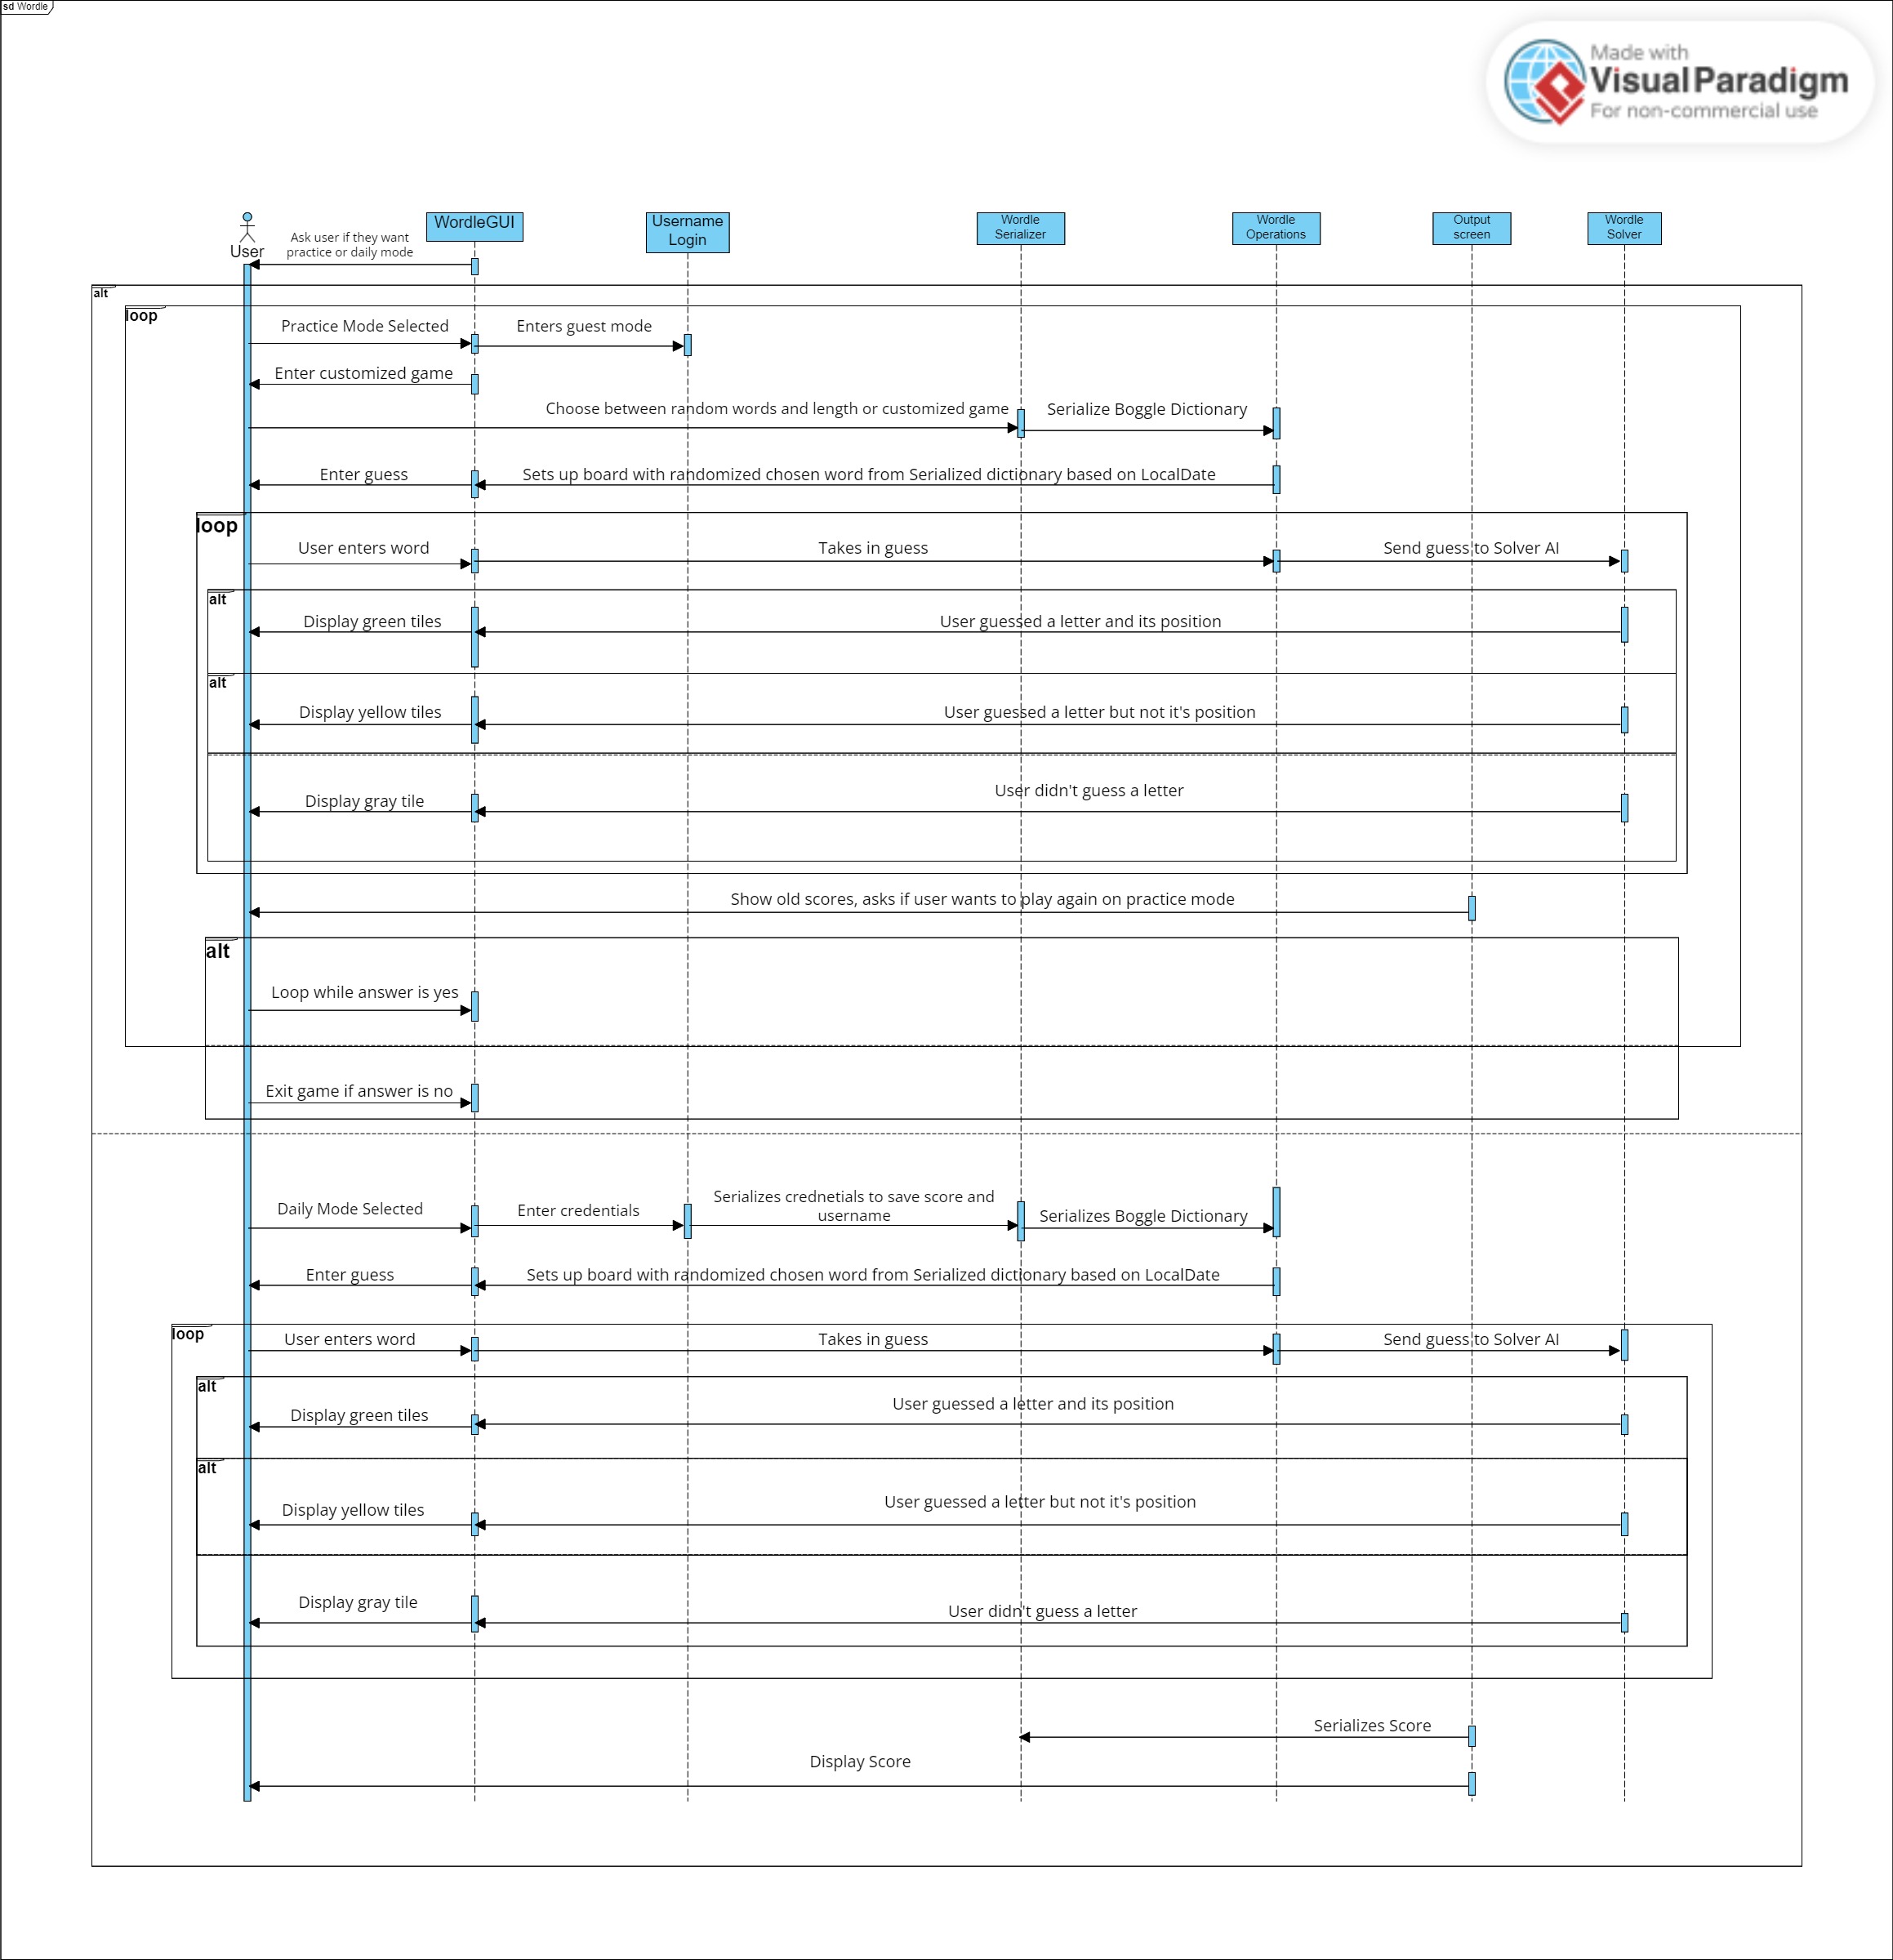 sd Wordle
Made with
Visual Paradigm
For non-commercial use
User
WordleGUI
Username
Login
Wordle
Serializer
Wordle
Operations
Output
screen
Wordle
Solver
Ask user if they want
practice or daily mode
alt
loop
Practice Mode Selected
Enters guest mode
Enter customized game
Choose between random words and length or customized game
Serialize Boggle Dictionary
Enter guess
Sets up board with randomized chosen word from Serialized dictionary based on LocalDate
loop
User enters word
Takes in guess
Send guess to Solver AI
alt
Display green tiles
User guessed a letter and its position
alt
Display yellow tiles
User guessed a letter but not it's position
Display gray tile
User didn't guess a letter
Show old scores, asks if user wants to play again on practice mode
alt
Loop while answer is yes
Exit game if answer is no
Daily Mode Selected
Enter credentials
Serializes crednetials to save score and
username
Serializes Boggle Dictionary
Enter guess
Sets up board with randomized chosen word from Serialized dictionary based on LocalDate
loop
User enters word
Takes in guess
Send guess to Solver AI
alt
Display green tiles
User guessed a letter and its position
alt
Display yellow tiles
User guessed a letter but not it's position
Display gray tile
User didn't guess a letter
Serializes Score
Display Score